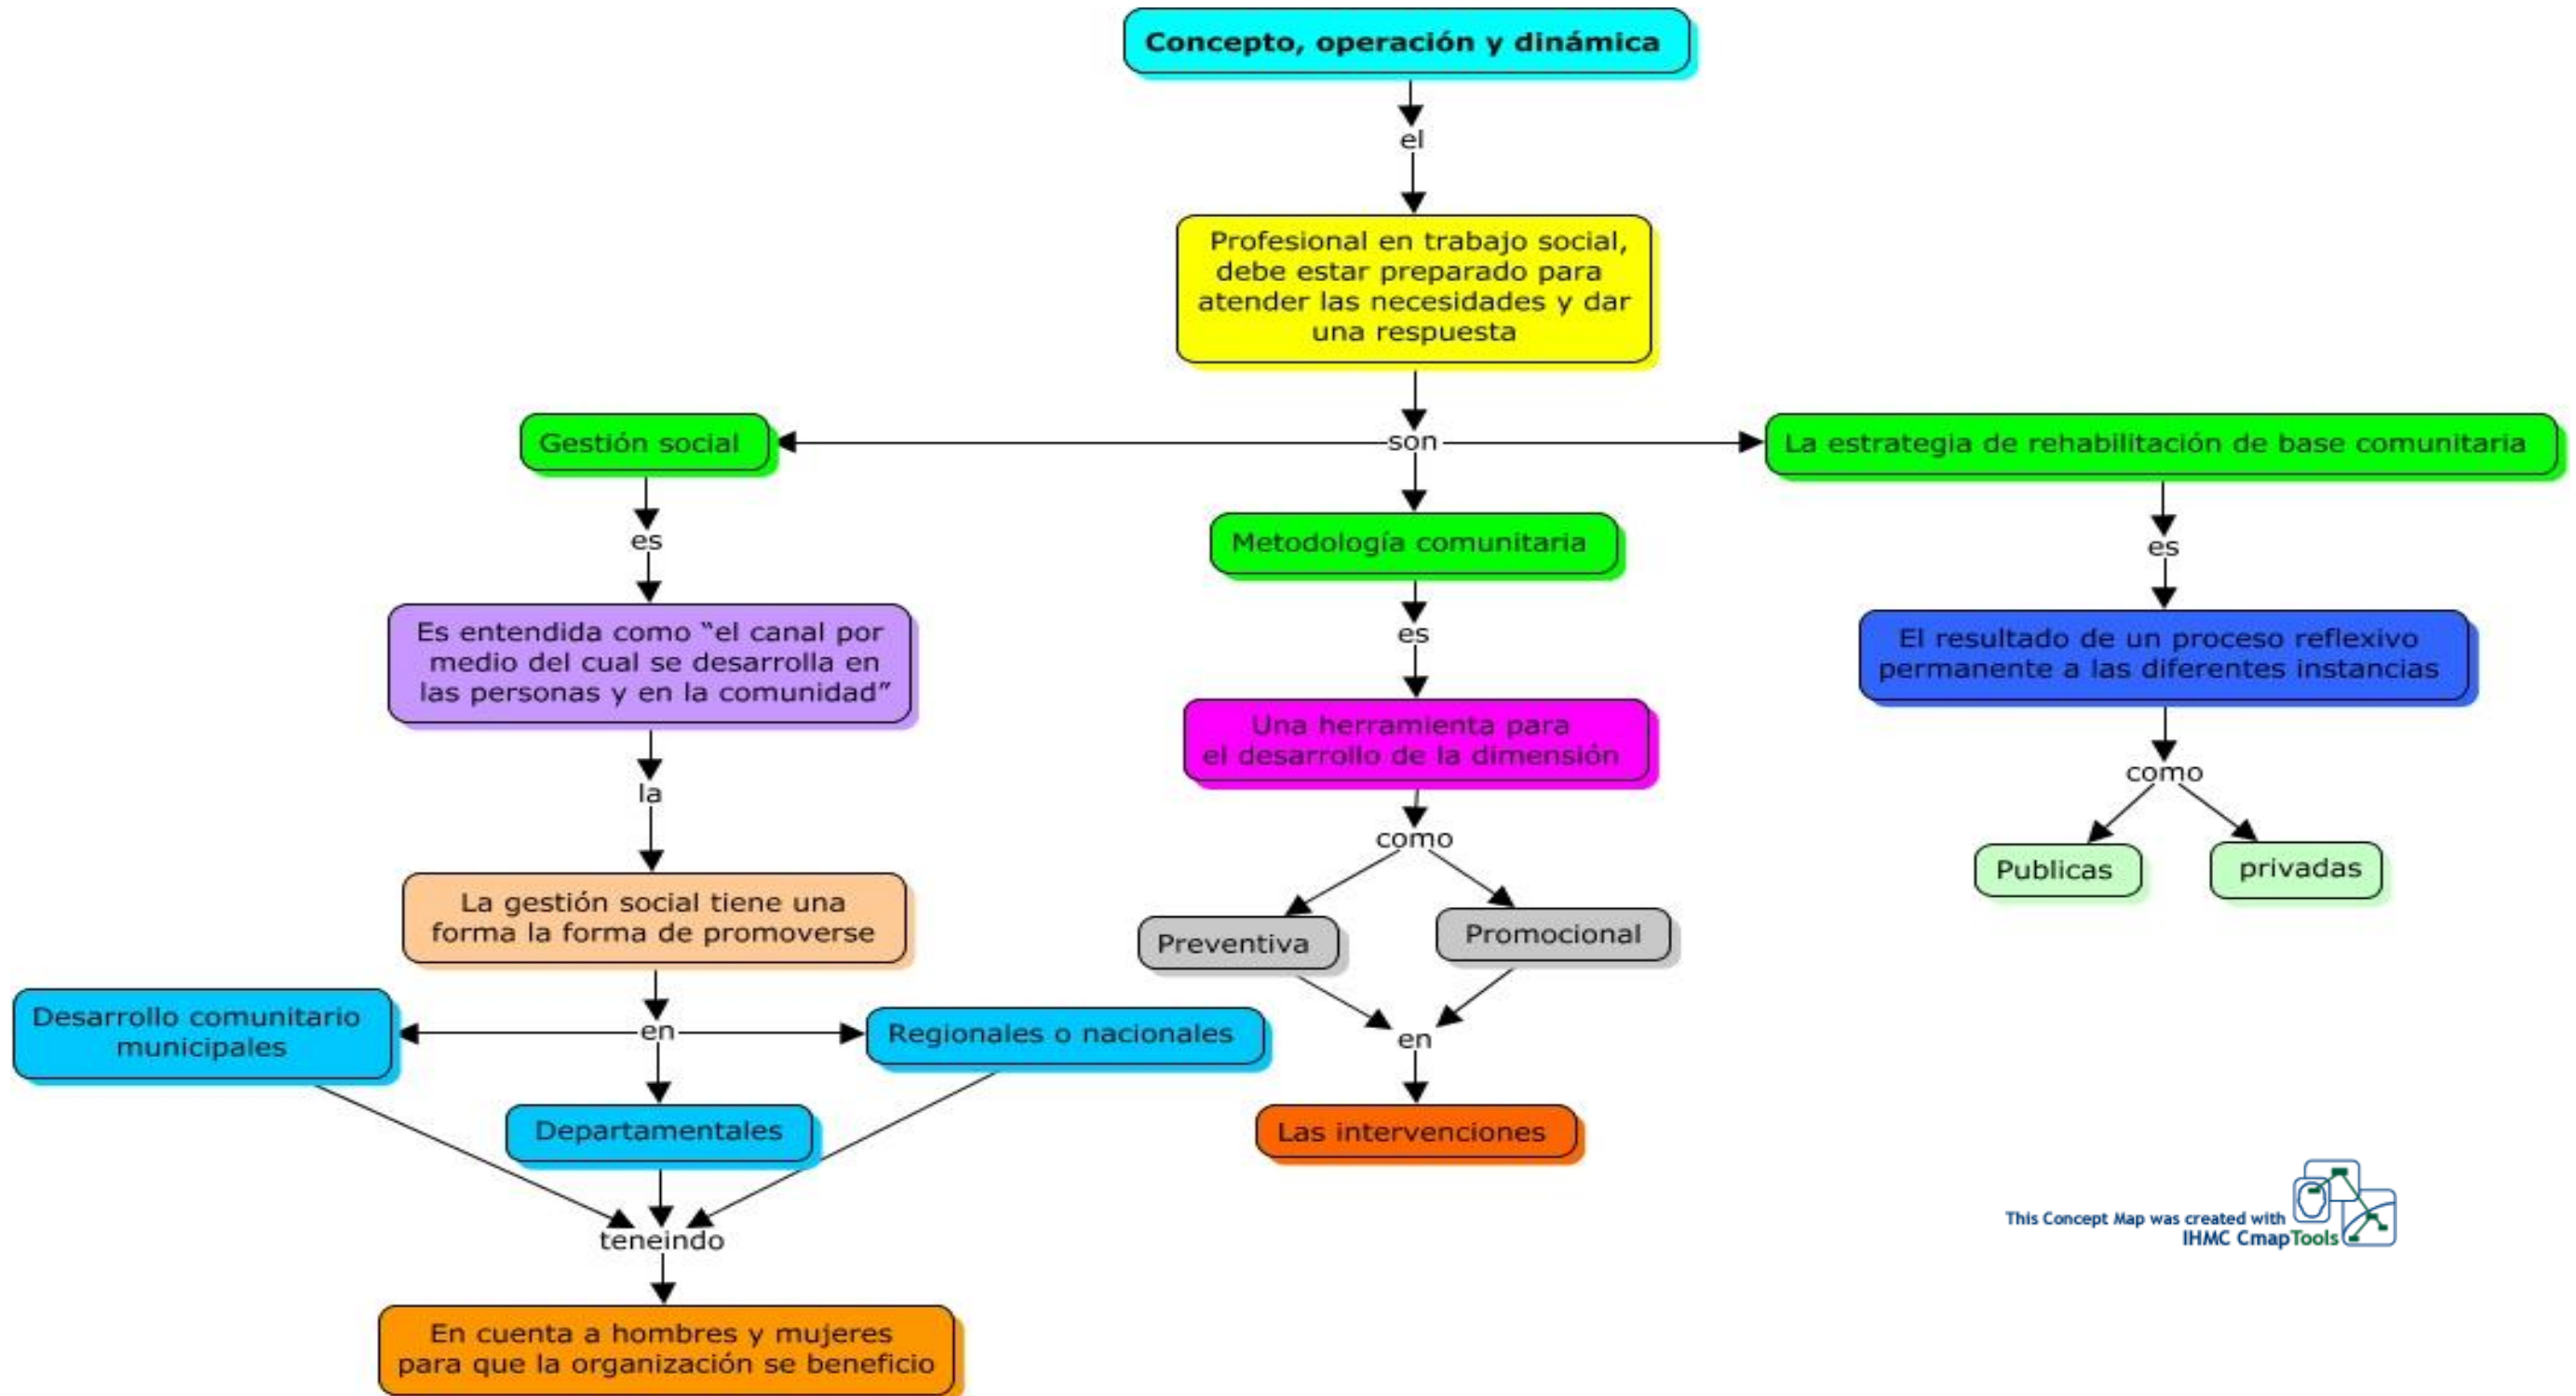 Concepto, operación y dinámica
el
Profesional en trabajo social,
debe estar preparado para
atender las necesidades y dar
una respuesta
son
Gestión social
es
Es entendida como “el canal por
medio del cual se desarrolla en
las personas y en la comunidad”
la
La gestión social tiene una
forma la forma de promoverse
en
Desarrollo comunitario
municipales
Departamentales
Regionales o nacionales
teneindo
En cuenta a hombres y mujeres
para que la organización se beneficio
Metodología comunitaria
es
Una herramienta para
el desarrollo de la dimensión
como
Preventiva
Promocional
en
Las intervenciones
La estrategia de rehabilitación de base comunitaria
es
El resultado de un proceso reflexivo
permanente a las diferentes instancias
como
Publicas
privadas
This Concept Map was created with
IHMC CmapTools